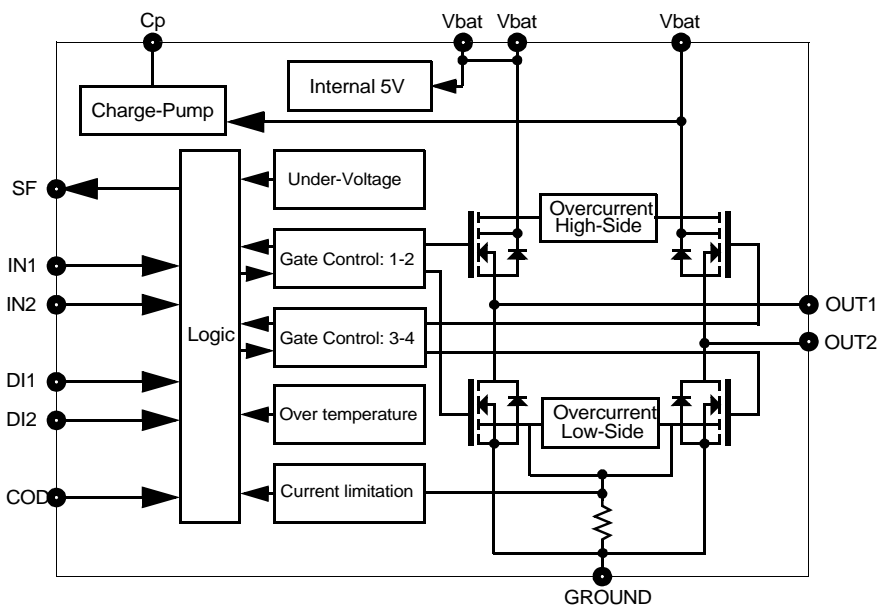 Cp
Vbat
Vbat
Vbat
Internal 5V
Charge-Pump
SF
Under-Voltage
Overcurrent
High-Side
IN1
Gate Control: 1-2
IN2
OUT1
Logic
Gate Control: 3-4
OUT2
DI1
DI2
Over temperature
Overcurrent
Low-Side
COD
Current limitation
GROUND